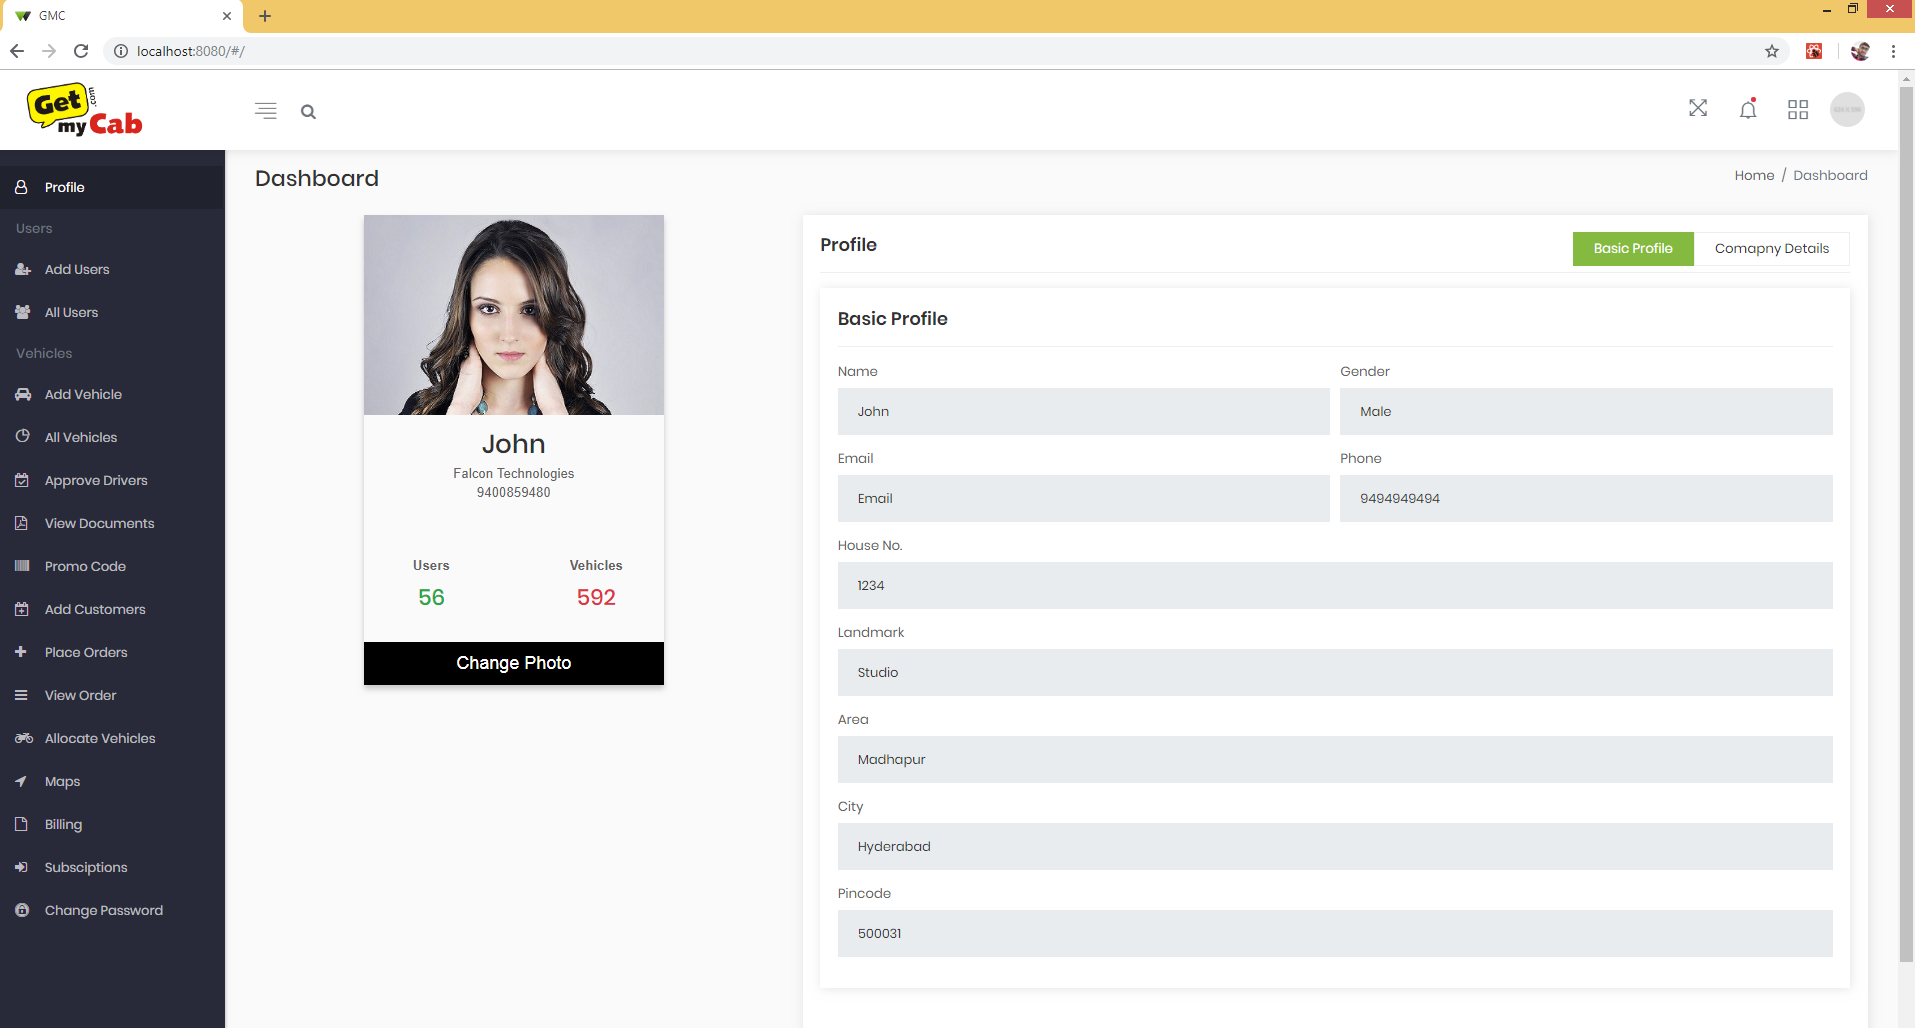 GMC
localhost:8080/#/
Get
.com
my Cab
Profile
Users
Add Users
All Users
Vehicles
Add Vehicle
All Vehicles
Approve Drivers
View Documents
Promo Code
Add Customers
Place Orders
View Order
Allocate Vehicles
Maps
Billing
Subsciptions
Change Password
Dashboard
Home / Dashboard
John
Falcon Technologies
9400859480
Users Vehicles
56 592
Change Photo
Profile
Basic Profile Comapny Details
Basic Profile
Name Gender
John Male
Email Phone
Email 9494949494
House No.
1234
Landmark
Studio
Area
Madhapur
City
Hyderabad
Pincode
500031